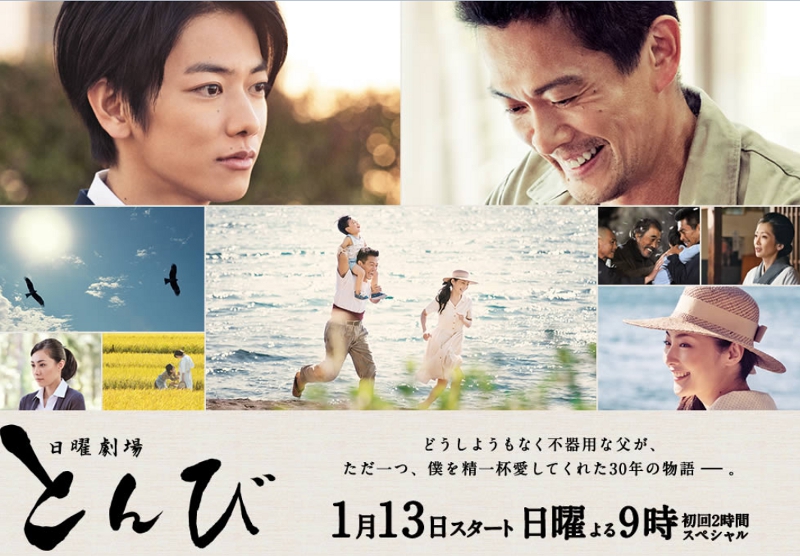 日曜劇場
とんび
どうしようもなく不器用な父が、
ただ一つ、僕を精一杯愛してくれた30年の物語 ― 。
1月13日スタート 日曜よる9時 初回2時間
スペシャル